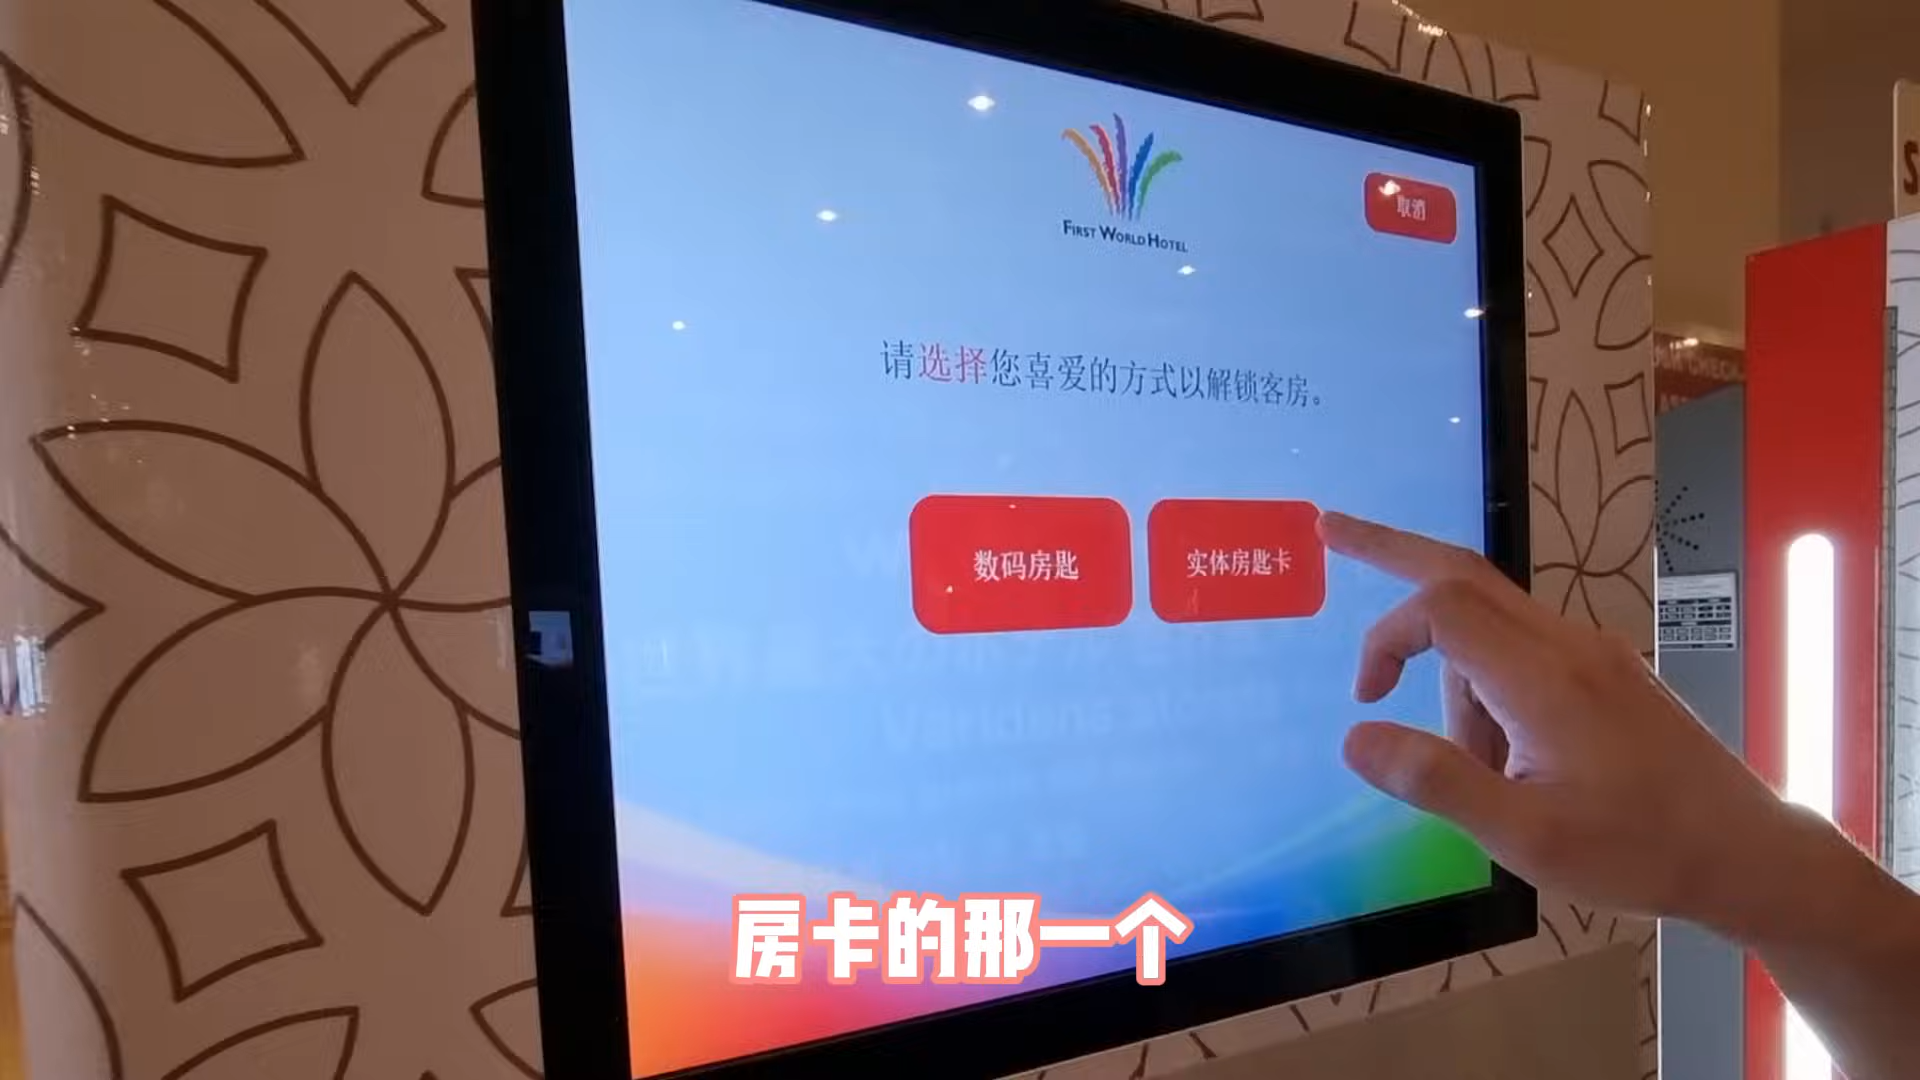 FIRST WORLD HOTEL
取消
请选择您喜爱的方式以解锁客房。
数码房匙
实体房匙卡
房卡的那一个